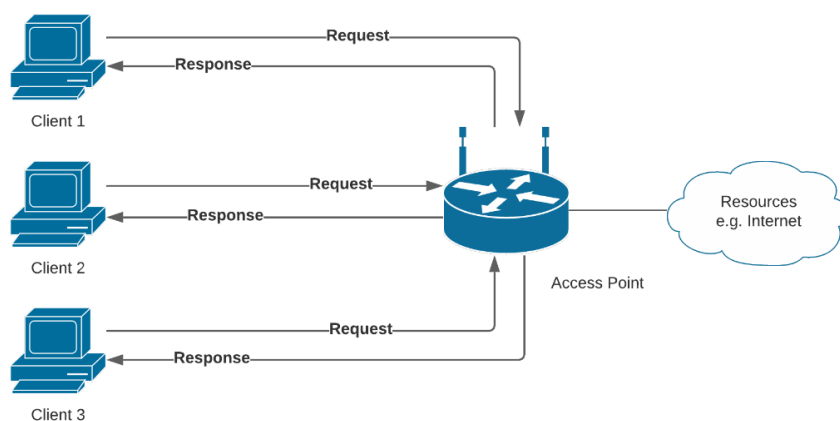 Request
Response
Client 1
Request
Response
Client 2
Resources
e.g. Internet
Access Point
Request
Response
Client 3